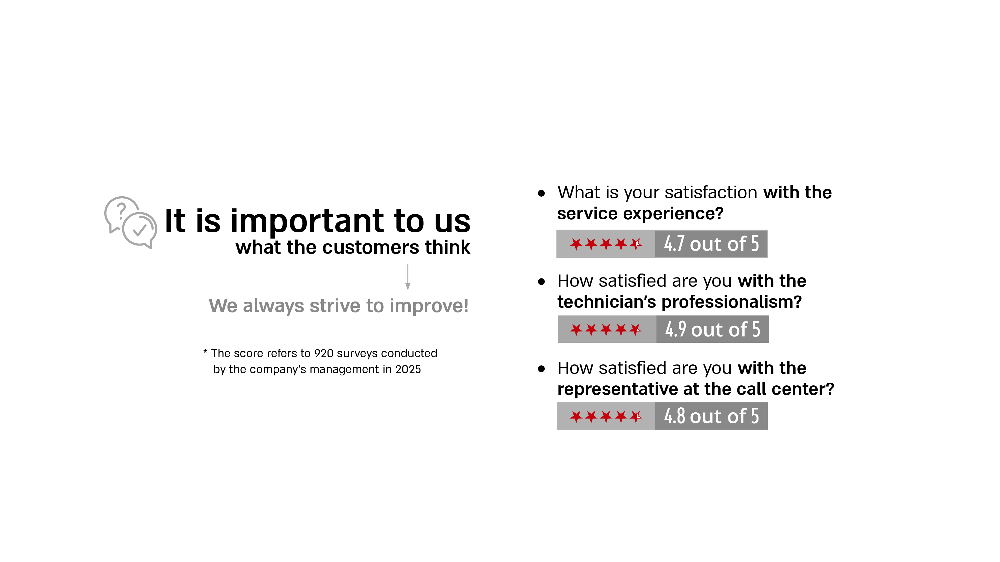 It is important to us
what the customers think
We always strive to improve!
* The score refers to 920 surveys conducted
by the company's management in 2025
• What is your satisfaction with the
service experience?
4.7 out of 5
• How satisfied are you with the
technician's professionalism?
4.9 out of 5
• How satisfied are you with the
representative at the call center?
4.8 out of 5